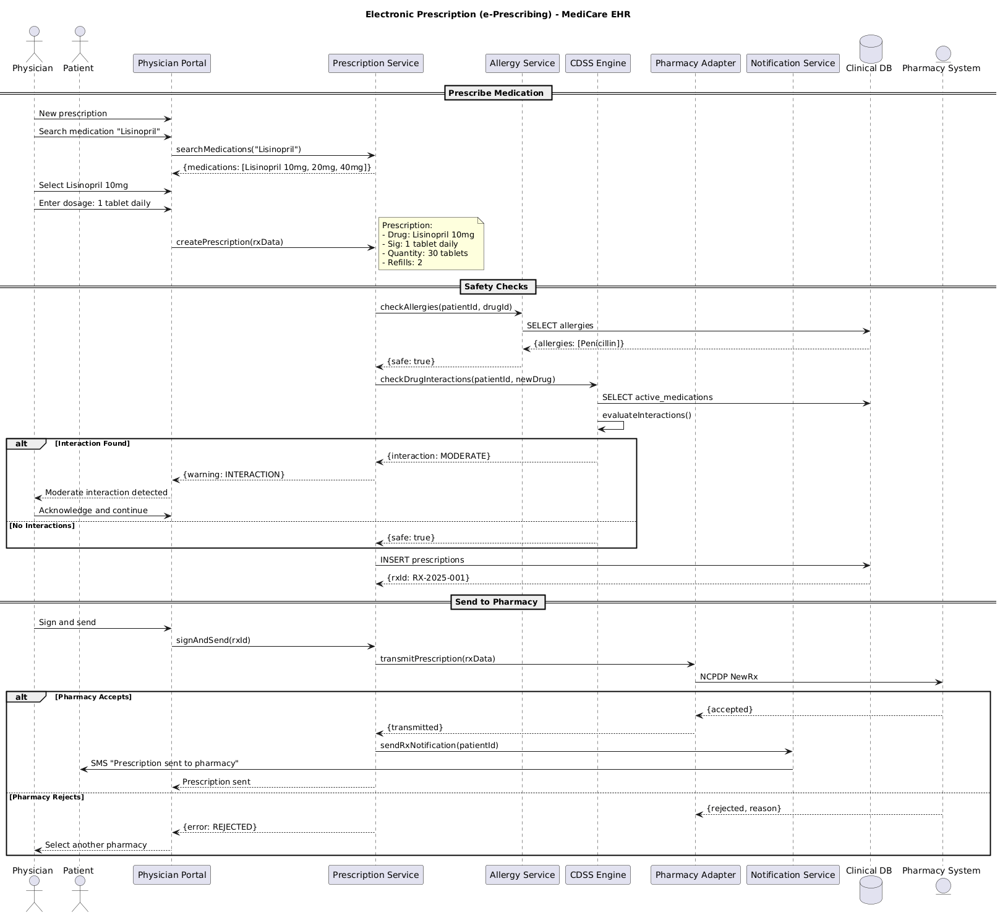 Electronic Prescription (e-Prescribing) - MediCare EHR
Physician
Patient
Physician Portal
Prescription Service
Allergy Service
CDSS Engine
Pharmacy Adapter
Notification Service
Clinical DB
Pharmacy System
Prescribe Medication
New prescription
Search medication "Lisinopril"
searchMedications("Lisinopril")
{medications: [Lisinopril 10mg, 20mg, 40mg]}
Select Lisinopril 10mg
Enter dosage: 1 tablet daily
createPrescription(rxData)
Prescription:
- Drug: Lisinopril 10mg
- Sig: 1 tablet daily
- Quantity: 30 tablets
- Refills: 2
Safety Checks
checkAllergies(patientId, drugId)
SELECT allergies
{allergies: [Penicillin]}
{safe: true}
checkDrugInteractions(patientId, newDrug)
SELECT active_medications
evaluateInteractions()
alt [Interaction Found]
{interaction: MODERATE}
{warning: INTERACTION}
Moderate interaction detected
Acknowledge and continue
[No Interactions]
{safe: true}
INSERT prescriptions
{rxId: RX-2025-001}
Send to Pharmacy
Sign and send
signAndSend(rxId)
transmitPrescription(rxData)
NCPDP NewRx
alt [Pharmacy Accepts]
{accepted}
{transmitted}
sendRxNotification(patientId)
SMS "Prescription sent to pharmacy"
Prescription sent
[Pharmacy Rejects]
{rejected, reason}
{error: REJECTED}
Select another pharmacy
Physician
Patient
Physician Portal
Prescription Service
Allergy Service
CDSS Engine
Pharmacy Adapter
Notification Service
Clinical DB
Pharmacy System